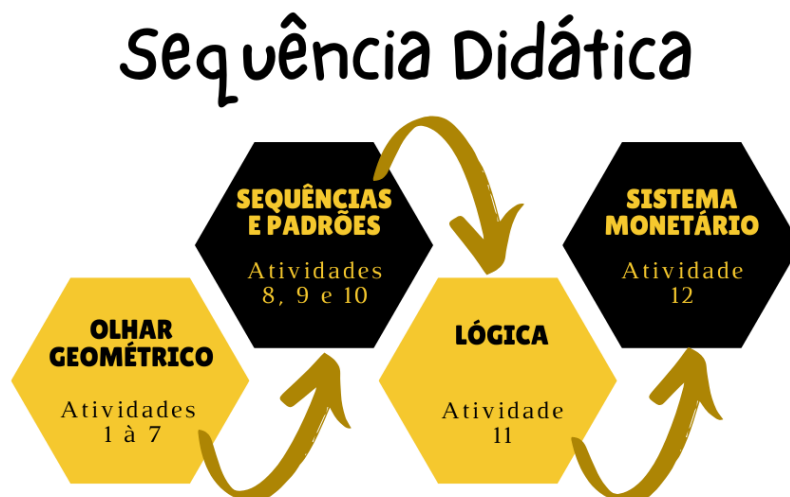 Sequência Didática
OLHAR
GEOMÉTRICO
Atividades
1 à 7
SEQUÊNCIAS
E PADRÕES
Atividades
8, 9 e 10
LÓGICA
Atividade
11
SISTEMA
MONETÁRIO
Atividade
12